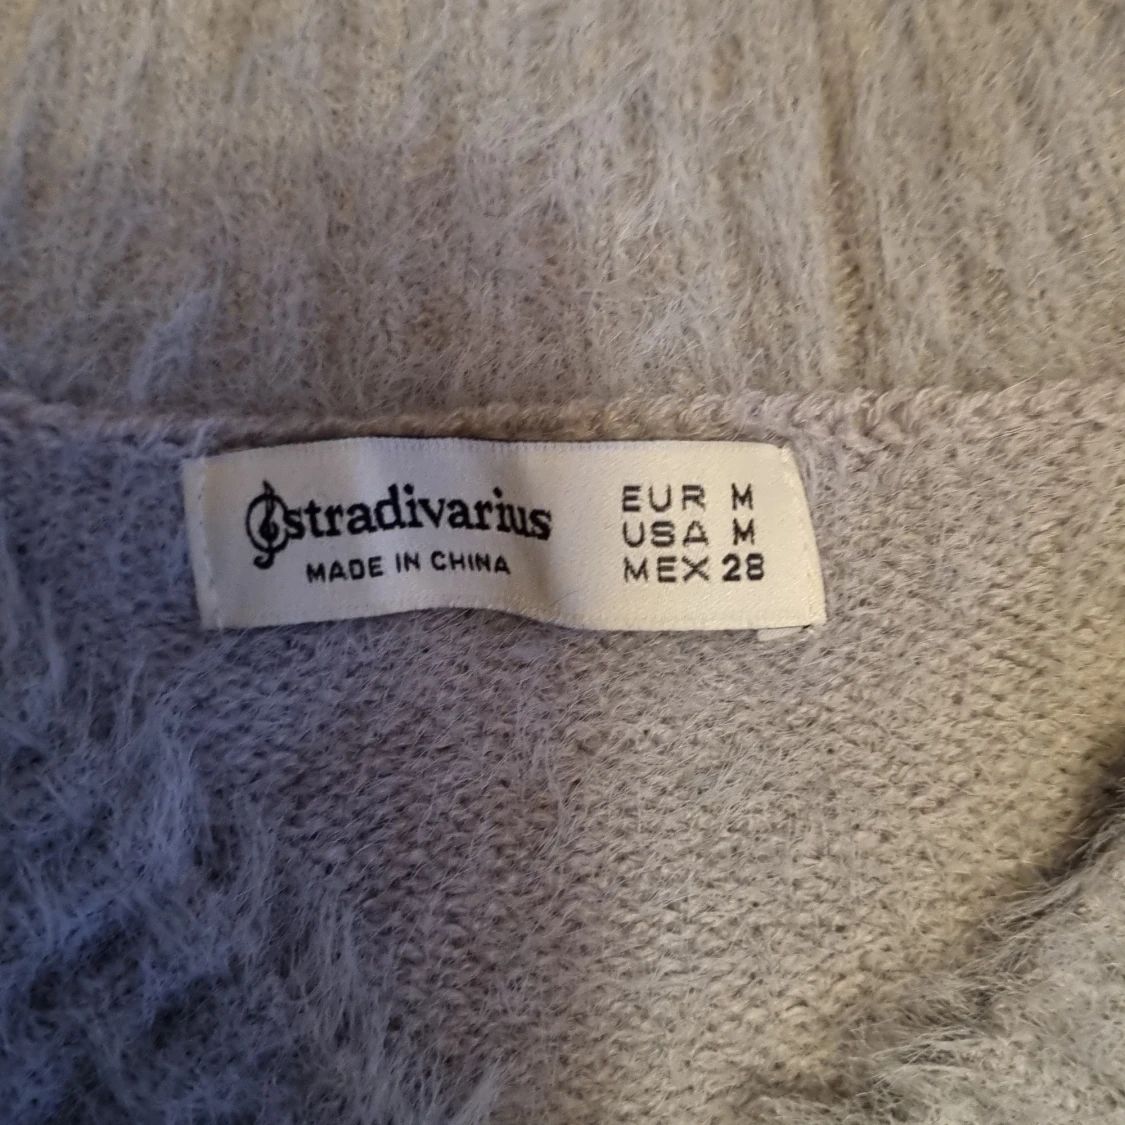 stradivarius
MADE IN CHINA
EUR M
USA M
MEX 28